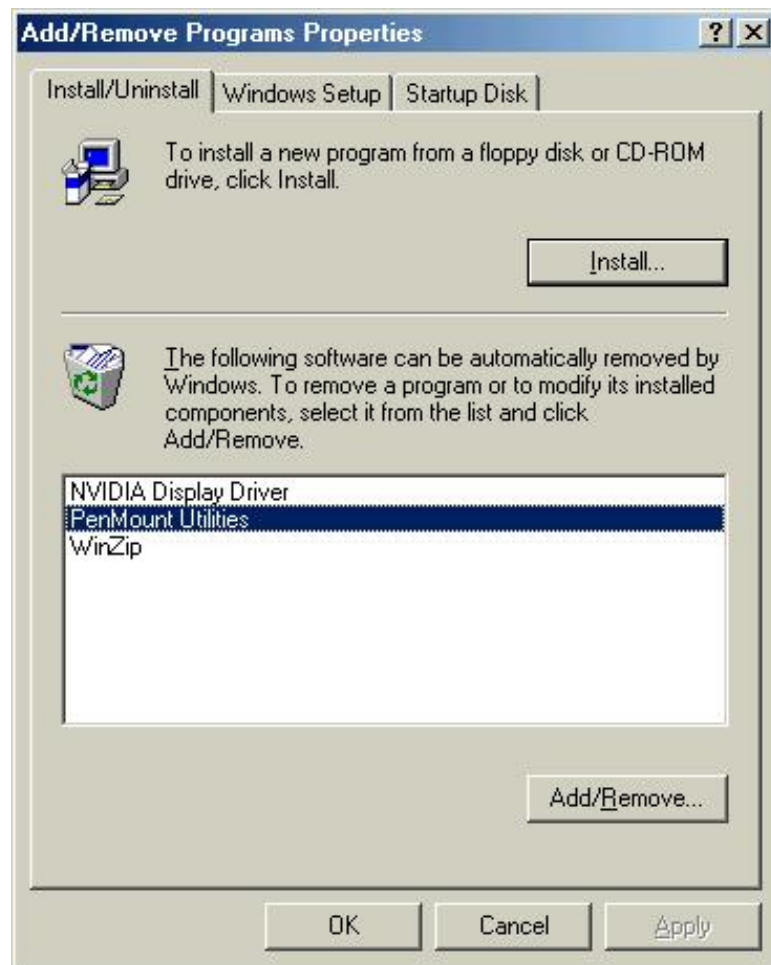 Add/Remove Programs Properties
Install/Uninstall
Windows Setup
Startup Disk
To install a new program from a floppy disk or CD-ROM
drive, click Install.
Install...
The following software can be automatically removed by
Windows. To remove a program or to modify its installed
components, select it from the list and click
Add/Remove.
NVIDIA Display Driver
PenMount Utilities
WinZip
Add/Remove...
OK
Cancel
Apply